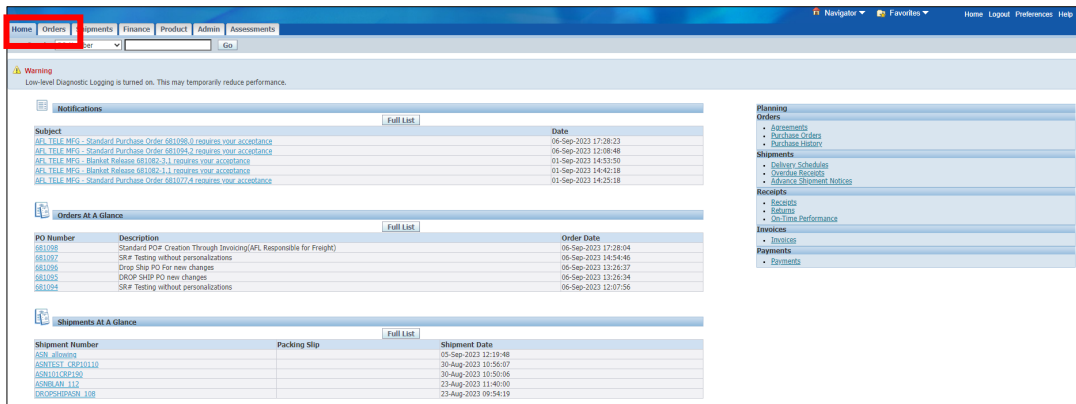 Navigator Favorites Home Logout Preferences Help
Home Orders Shipments Finance Product Admin Assessments
Go
Warning
Low-level Diagnostic Logging is turned on. This may temporarily reduce performance.
Notifications
Full List
Subject Date
AFL TELE MFG - Standard Purchase Order 681098,0 requires your acceptance 06-Sep-2023 17:28:23
AFL TELE MFG - Standard Purchase Order 681094,2 requires your acceptance 06-Sep-2023 12:08:48
AFL TELE MFG - Blanket Release 681082-3,1 requires your acceptance 01-Sep-2023 14:53:50
AFL TELE MFG - Blanket Release 681082-1,1 requires your acceptance 01-Sep-2023 14:42:18
AFL TELE MFG - Standard Purchase Order 681077,4 requires your acceptance 01-Sep-2023 14:25:18
Orders At A Glance
Full List
PO Number Description Order Date
681098 Standard PO# Creation Through Invoicing(AFL Responsible for Freight) 06-Sep-2023 17:28:04
681097 SR# Testing without personalizations 06-Sep-2023 14:54:46
681096 Drop Ship PO For new changes 06-Sep-2023 13:26:37
681095 DROP SHIP PO new changes 06-Sep-2023 13:26:34
681094 SR# Testing without personalizations 06-Sep-2023 12:07:56
Shipments At A Glance
Full List
Shipment Number Packing Slip Shipment Date
ASN_allowing 05-Sep-2023 12:19:48
ASNTEST_CRP10110 30-Aug-2023 10:56:07
ASN101CRP190 30-Aug-2023 10:50:06
ASNBLAN_112 23-Aug-2023 11:40:00
DROPSHIPASN_108 23-Aug-2023 09:54:19
Planning
Orders
Agreements
Purchase Orders
Purchase History
Shipments
Delivery Schedules
Overdue Receipts
Advance Shipment Notices
Receipts
Receipts
Returns
On-Time Performance
Invoices
Invoices
Payments
Payments